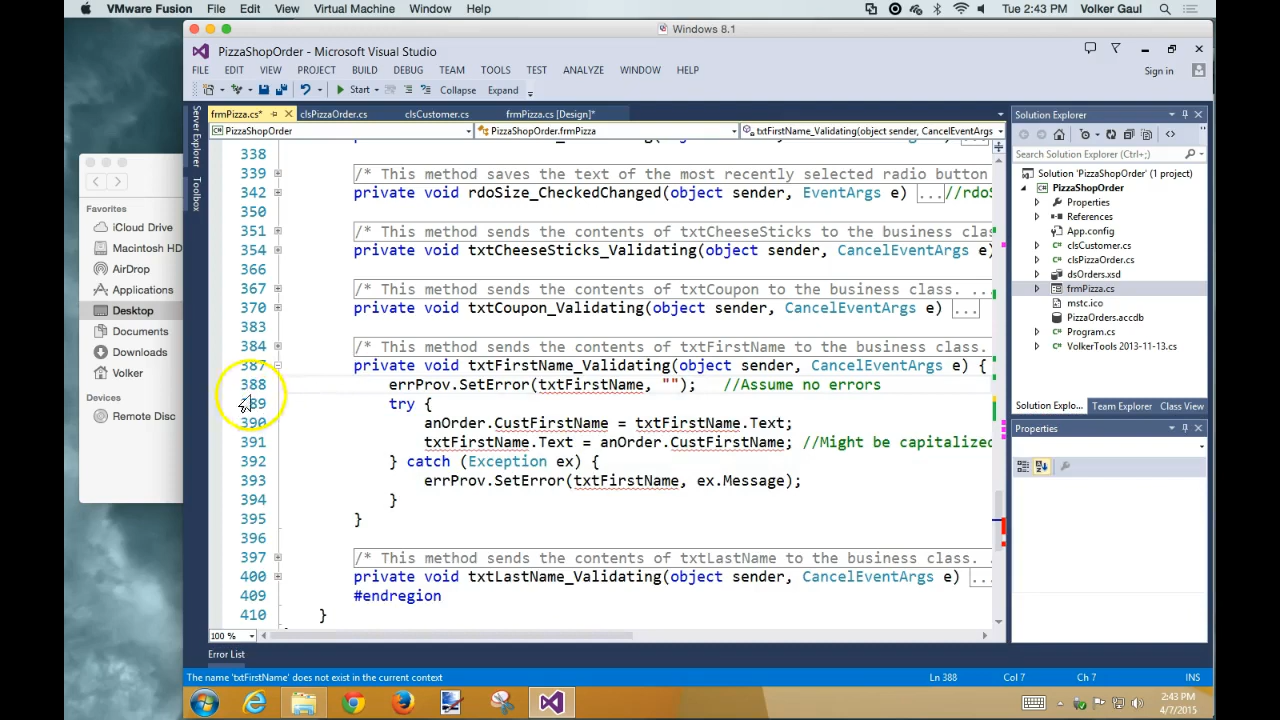 VMware Fusion File Edit View Virtual Machine Window Help Tue 2:43 PM Volker Gaul
Windows 8.1
PizzaShopOrder - Microsoft Visual Studio
FILE EDIT VIEW PROJECT BUILD DEBUG TEAM TOOLS TEST ANALYZE WINDOW HELP
Sign in
Start Collapse Expand
frmPizza.cs* clsPizzaOrder.cs clsCustomer.cs frmPizza.cs [Design]*
PizzaShopOrder PizzaShopOrder.frmPizza txtFirstName_Validating(object sender, CancelEventArgs
Server Explorer
Toolbox
338
339 /* This method saves the text of the most recently selected radio button
342 private void rdoSize_CheckedChanged(object sender, EventArgs e) ... //rdoS
350
351 /* This method sends the contents of txtCheeseSticks to the business clas
354 private void txtCheeseSticks_Validating(object sender, CancelEventArgs e)
366
367 /* This method sends the contents of txtCoupon to the business class. ...
370 private void txtCoupon_Validating(object sender, CancelEventArgs e) ...
383
384 /* This method sends the contents of txtFirstName to the business class.
387 private void txtFirstName_Validating(object sender, CancelEventArgs e) {
388 errProv.SetError(txtFirstName, ""); //Assume no errors
389 try {
390 anOrder.CustFirstName = txtFirstName.Text;
391 txtFirstName.Text = anOrder.CustFirstName; //Might be capitalized
392 } catch (Exception ex) {
393 errProv.SetError(txtFirstName, ex.Message);
394 }
395 }
396
397 /* This method sends the contents of txtLastName to the business class. .
400 private void txtLastName_Validating(object sender, CancelEventArgs e) ...
409 #endregion
410 }
100 %
Error List
The name 'txtFirstName' does not exist in the current context Ln 388 Col 7 Ch 7 INS
Favorites
iCloud Drive
Macintosh HD
AirDrop
Applications
Desktop
Documents
Downloads
Volker
Devices
Remote Disc
Solution Explorer
Search Solution Explorer (Ctrl+;)
Solution 'PizzaShopOrder' (1 project)
PizzaShopOrder
Properties
References
App.config
clsCustomer.cs
clsPizzaOrder.cs
dsOrders.xsd
frmPizza.cs
mstc.ico
PizzaOrders.accdb
Program.cs
VolkerTools 2013-11-13.cs
Solution Explo... Team Explorer Class View
Properties
2:43 PM
4/7/2015